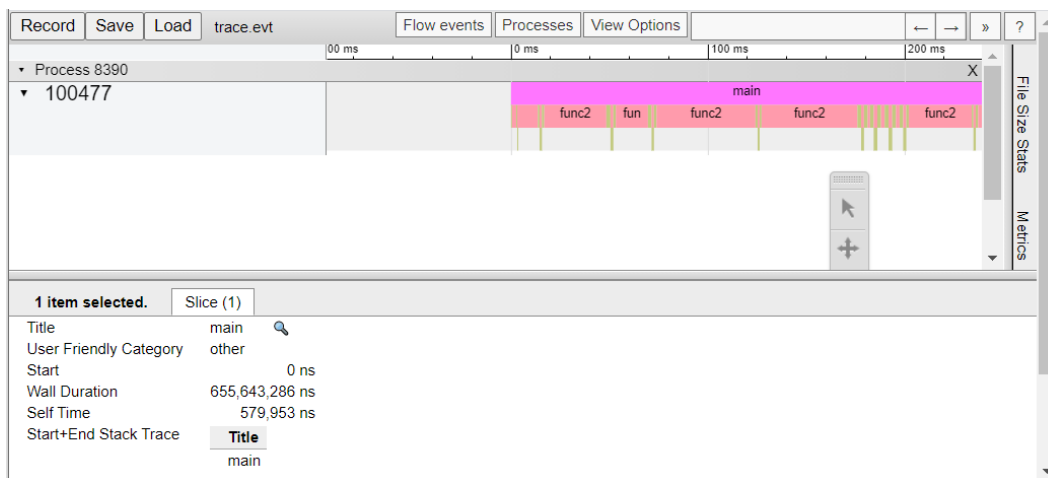 Record Save Load trace.evt Flow events Processes View Options ← → » ?
00 ms 0 ms 100 ms 200 ms
▾ Process 8390 X
▾ 100477 main
func2 fun func2 func2 func2
File Size Stats
Metrics
1 item selected. Slice (1)
Title main
User Friendly Category other
Start 0 ns
Wall Duration 655,643,286 ns
Self Time 579,953 ns
Start+End Stack Trace Title
main